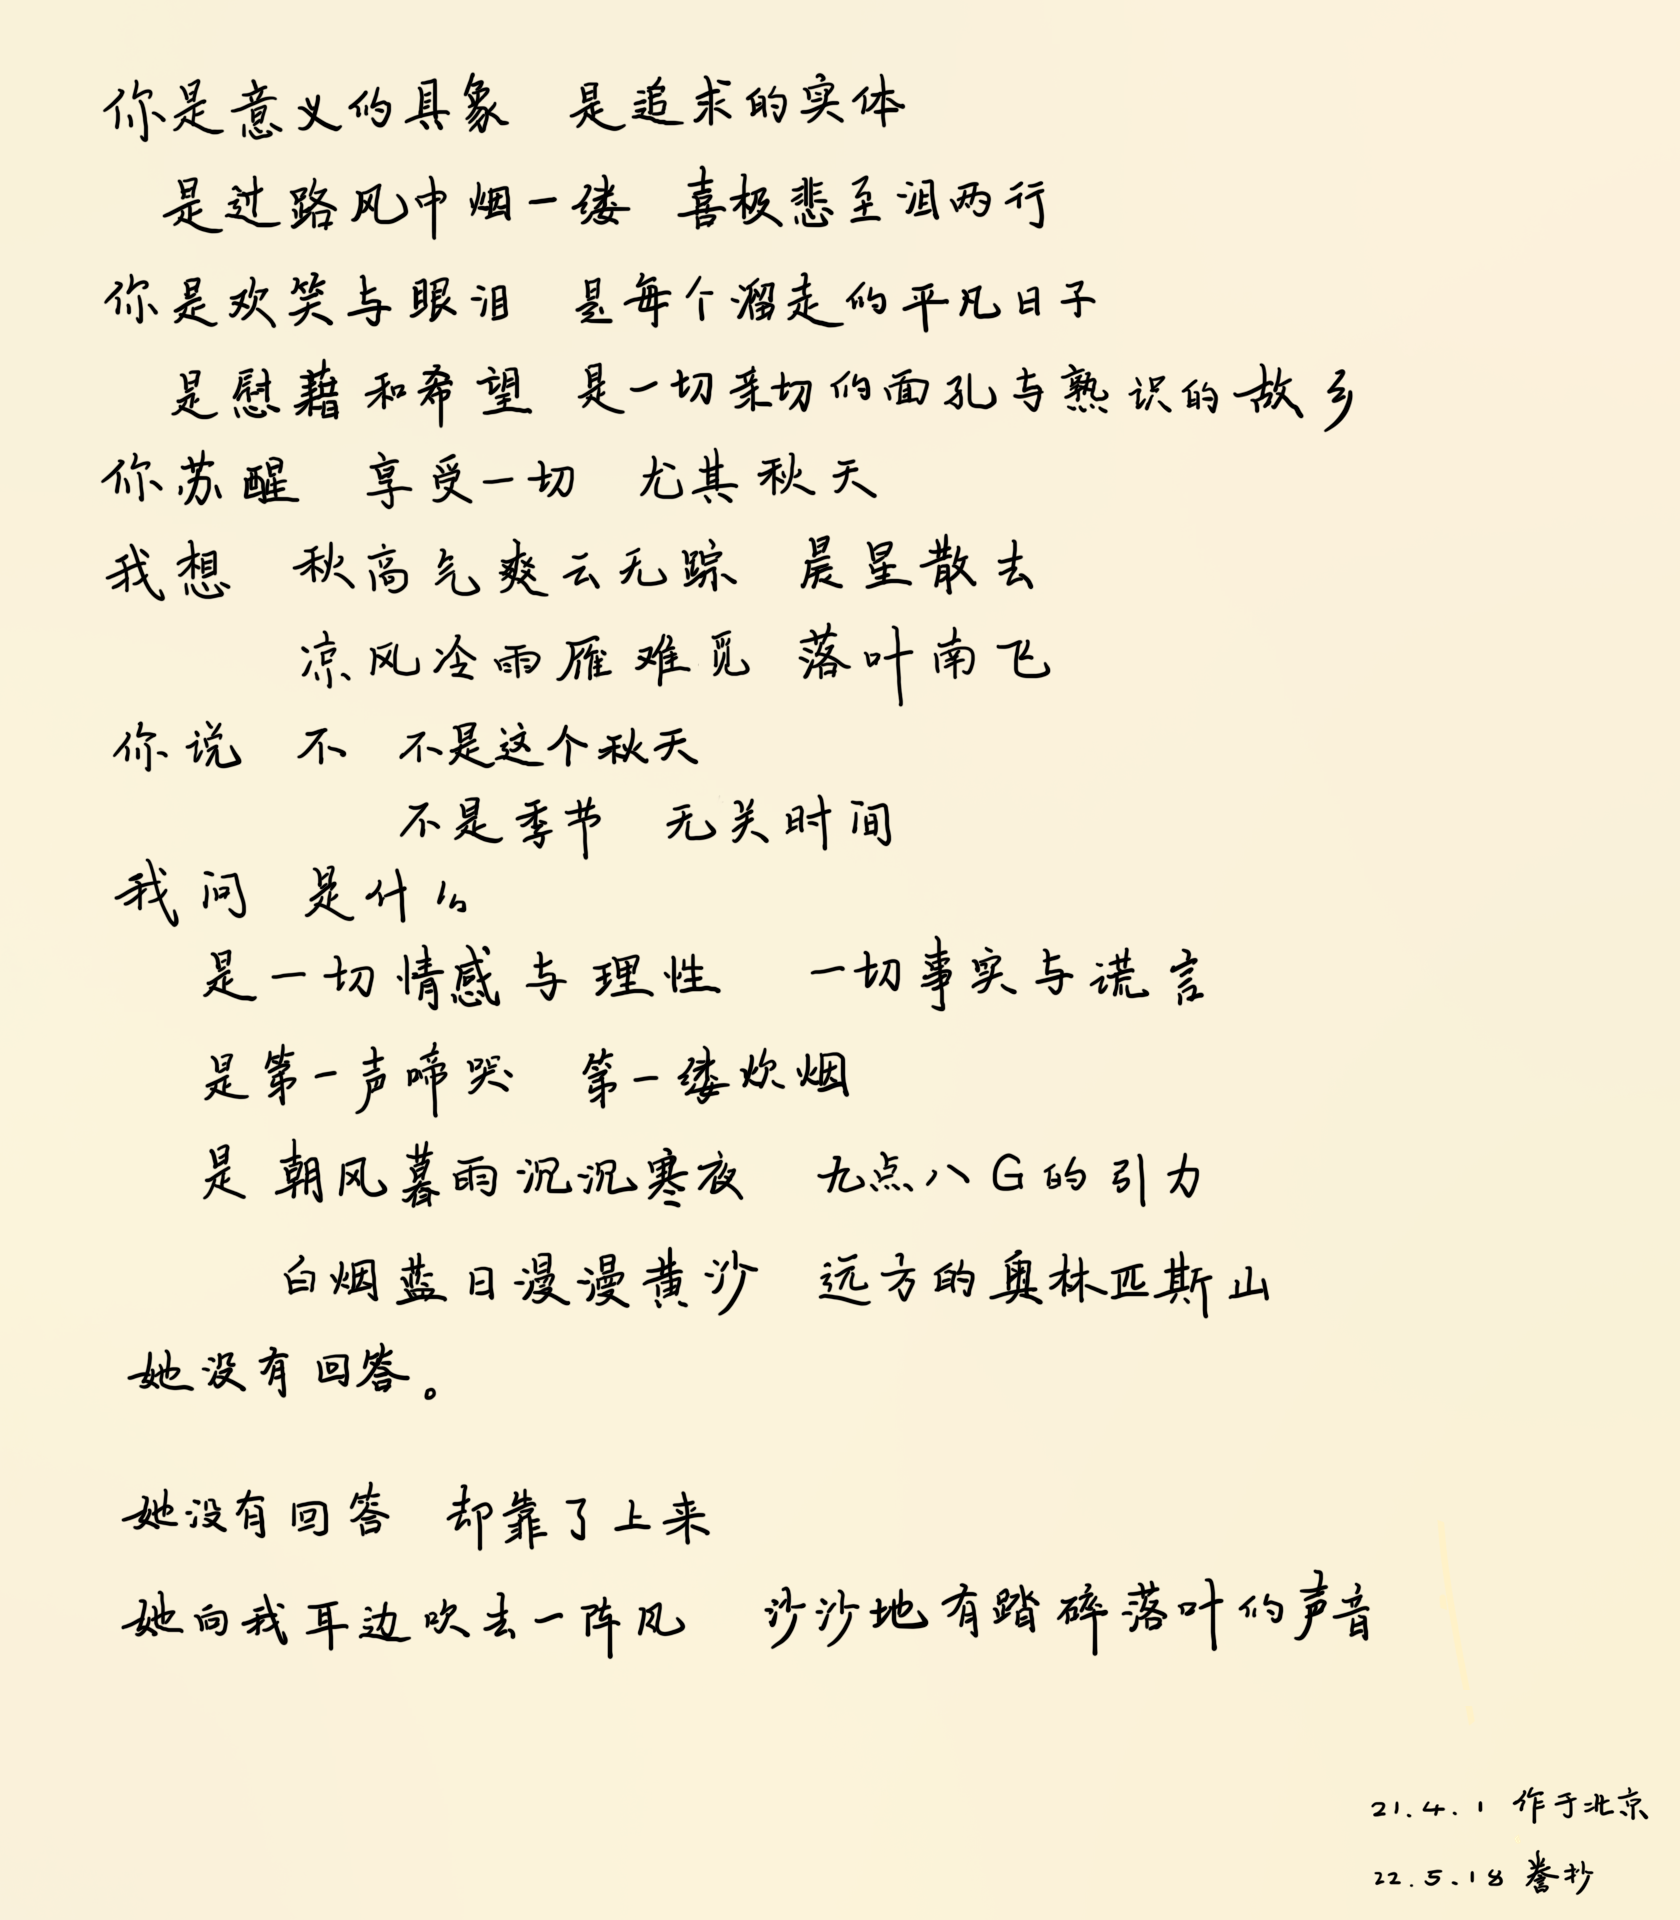 你是意义的具象 是追求的实体
是过路风中烟一缕 喜极悲至泪两行
你是欢笑与眼泪 是每个溜走的平凡日子
是慰藉和希望 是一切亲切的面孔与熟识的故乡
你苏醒 享受一切 尤其秋天
我想 秋高气爽云无踪 晨星散去
凉风冷雨雁难觅 落叶南飞
你说 不 不是这个秋天
不是季节 无关时间
我问 是什么
是一切情感与理性 一切事实与谎言
是第一声啼哭 第一缕炊烟
是朝风暮雨沉沉寒夜 九点八G的引力
白烟蓝日漫漫黄沙 远方的奥林匹斯山
她没有回答。
她没有回答 却靠了上来
她向我耳边吹去一阵风 沙沙地有踏碎落叶的声音
21.4.1 作于北京
22.5.18 誊抄